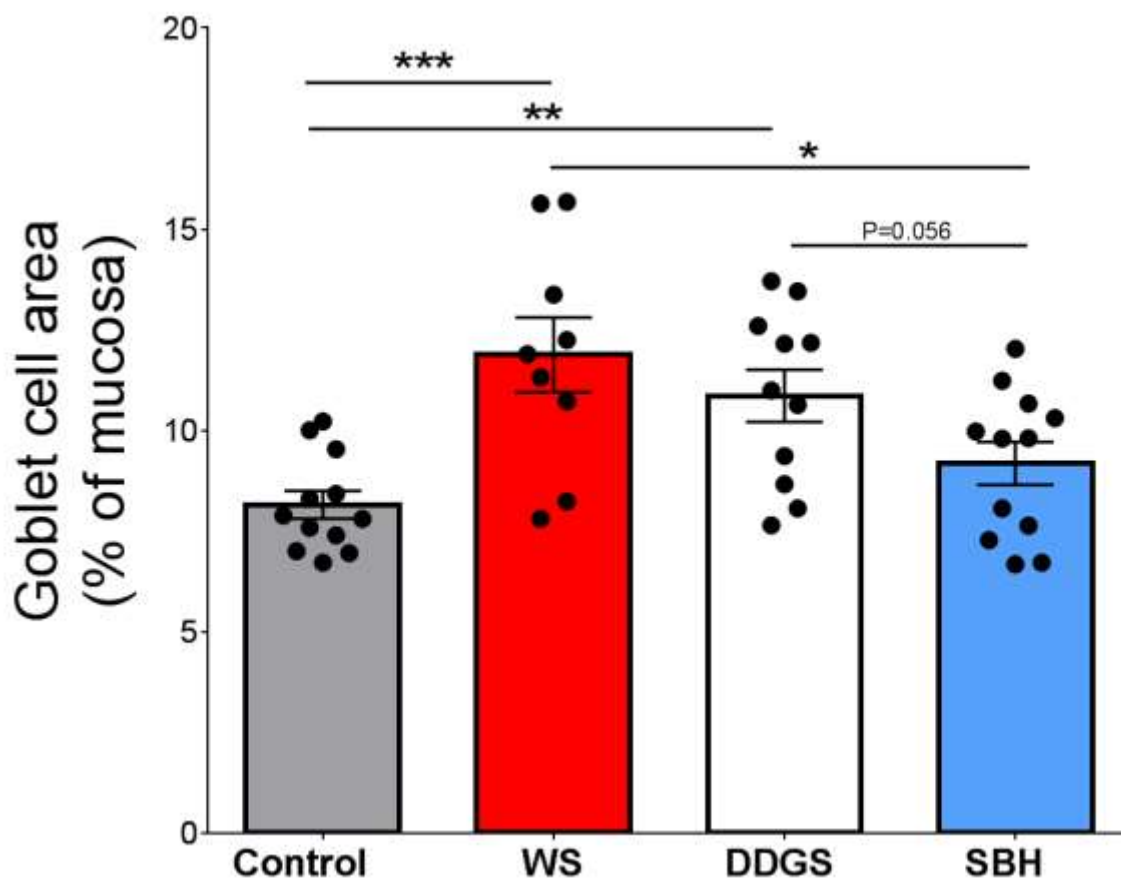 20
***
**
*
15
P=0.056
Goblet cell area
(% of mucosa)
10
5
0
Control WS DDGS SBH